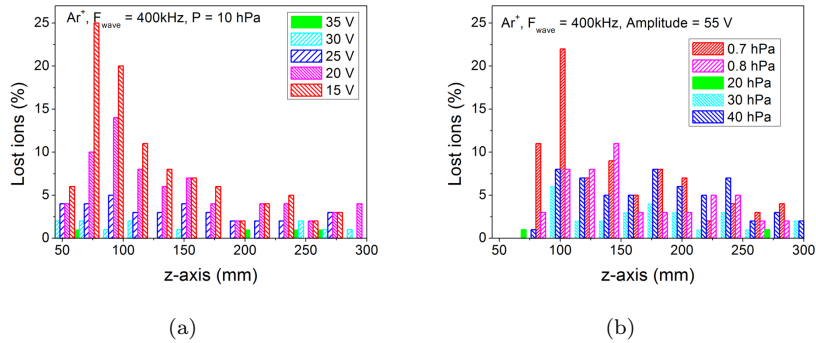 Ar+, Fwave = 400kHz, P = 10 hPa
35 V
30 V
25 V
20 V
15 V
Lost ions (%)
25
20
15
10
5
0
50 100 150 200 250 300
z-axis (mm)
(a)
Ar+, Fwave = 400kHz, Amplitude = 55 V
0.7 hPa
0.8 hPa
20 hPa
30 hPa
40 hPa
Lost ions (%)
25
20
15
10
5
0
50 100 150 200 250 300
z-axis (mm)
(b)